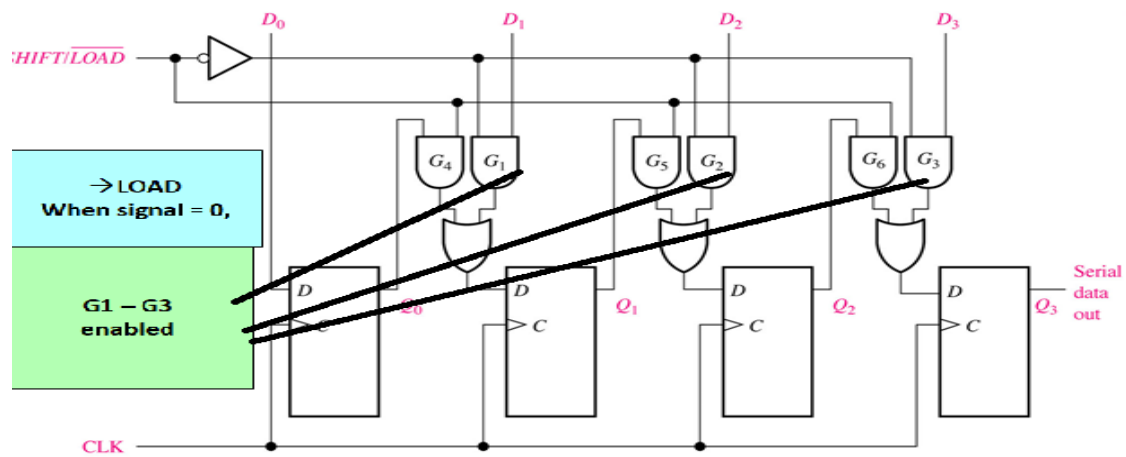 D₀ D₁ D₂ D₃
HIFT/LOAD
G₄ G₁ G₅ G₂ G₆ G₃
→LOAD
When signal = 0,
G1 – G3
enabled
D D D D
Q₀ Q₁ Q₂ Q₃
C C C C
Serial
data
out
CLK